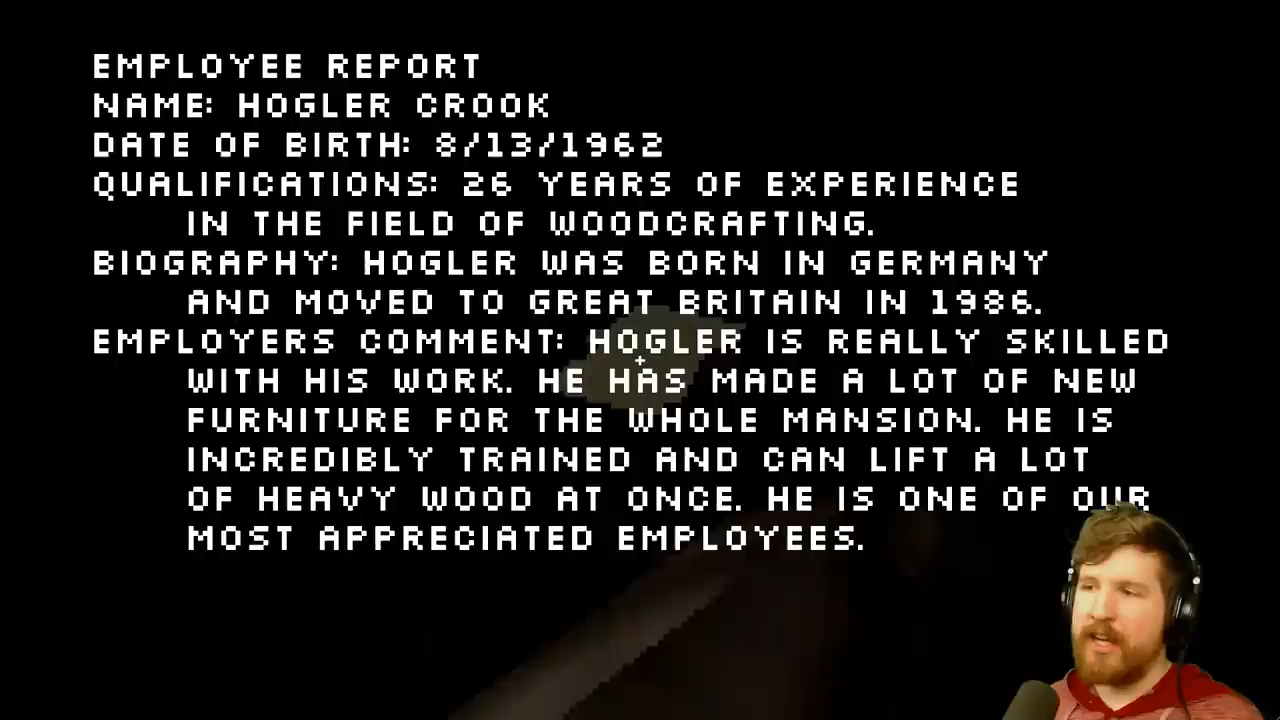 EMPLOYEE REPORT
NAME: HOGLER CROOK
DATE OF BIRTH: 8/13/1962
QUALIFICATIONS: 26 YEARS OF EXPERIENCE
IN THE FIELD OF WOODCRAFTING.
BIOGRAPHY: HOGLER WAS BORN IN GERMANY
AND MOVED TO GREAT BRITAIN IN 1986.
EMPLOYERS COMMENT: HOGLER IS REALLY SKILLED
WITH HIS WORK. HE HAS MADE A LOT OF NEW
FURNITURE FOR THE WHOLE MANSION. HE IS
INCREDIBLY TRAINED AND CAN LIFT A LOT
OF HEAVY WOOD AT ONCE. HE IS ONE OF OUR
MOST APPRECIATED EMPLOYEES.